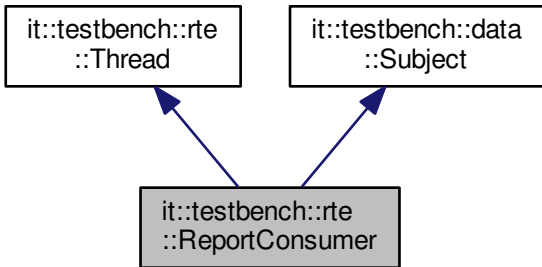 it::testbench::rte
::Thread
it::testbench::data
::Subject
it::testbench::rte
::ReportConsumer